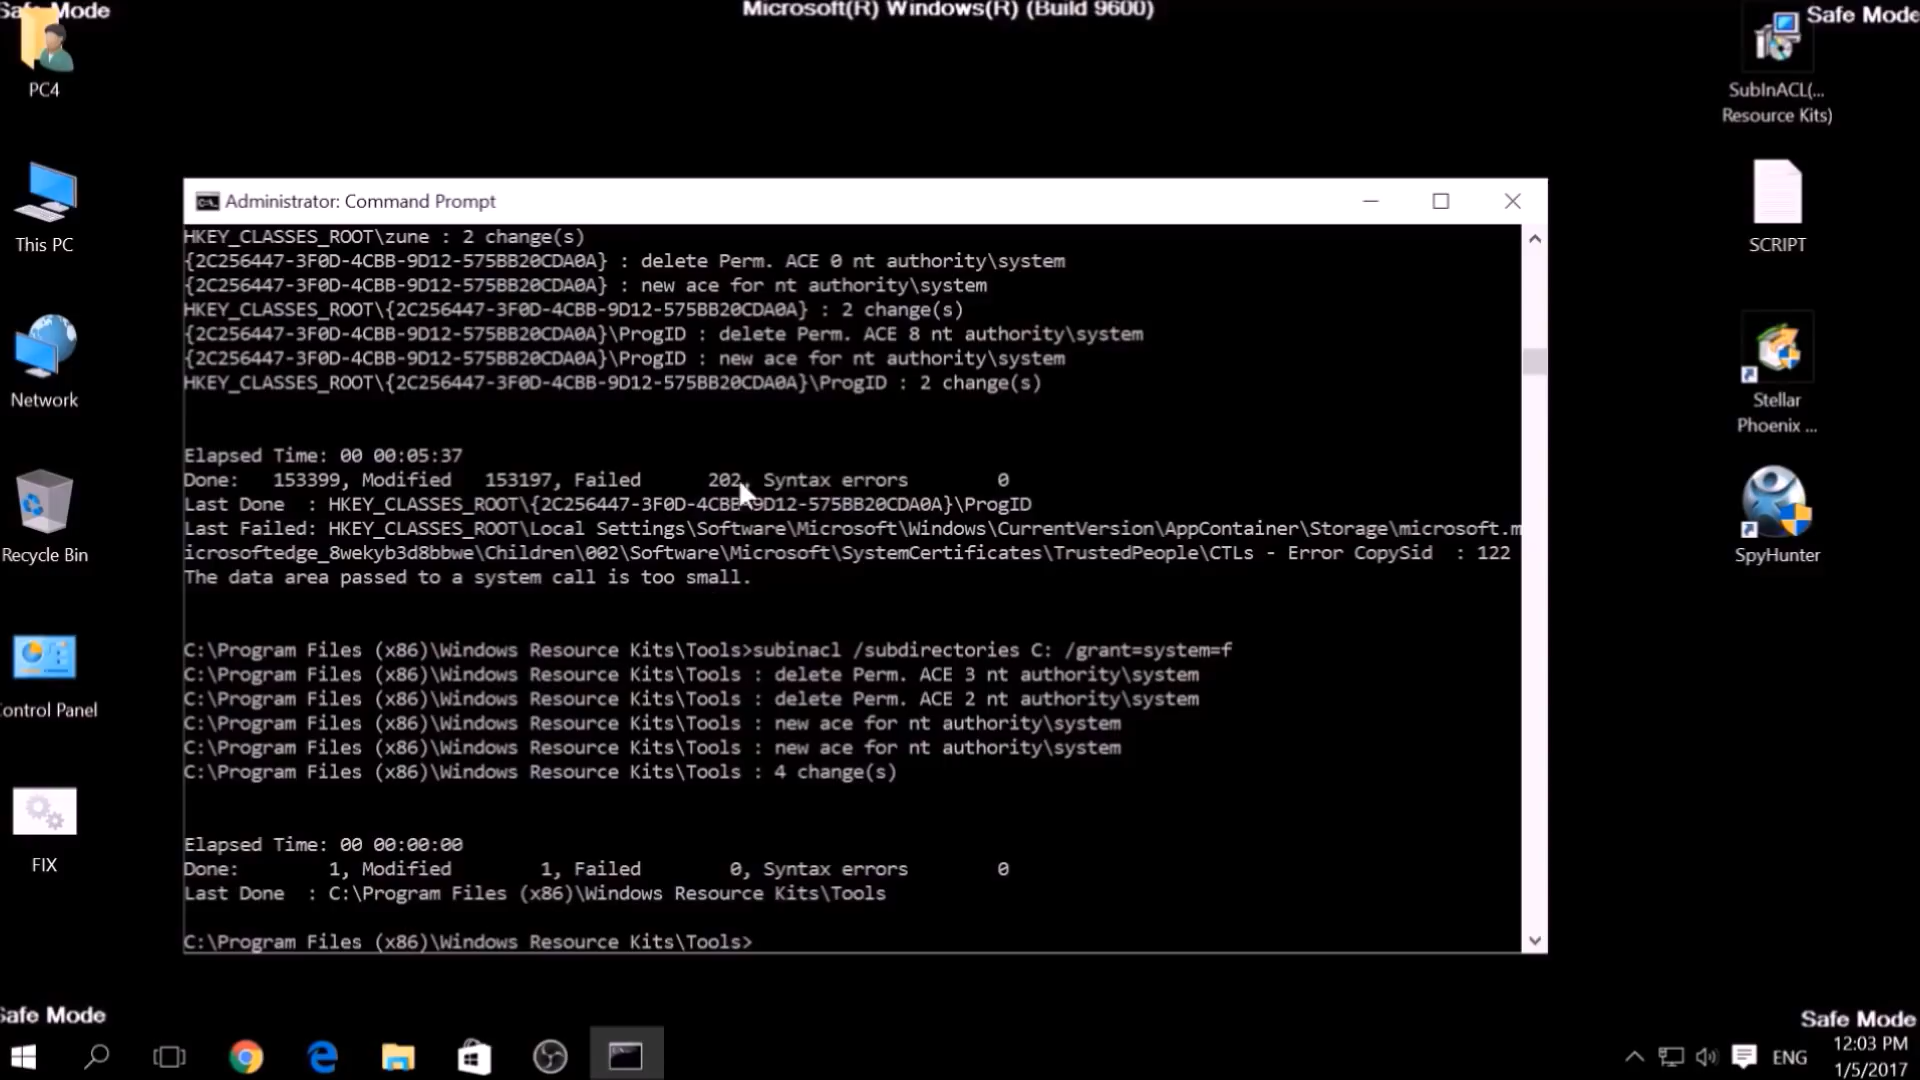 Safe Mode
Microsoft(R) Windows(R) (Build 9600)
Safe Mode
PC4
This PC
Network
Recycle Bin
ontrol Panel
FIX
SubInACL(...
Resource Kits)
SCRIPT
Stellar
Phoenix ...
SpyHunter
Administrator: Command Prompt
HKEY_CLASSES_ROOT\zune : 2 change(s)
{2C256447-3F0D-4CBB-9D12-575BB20CDA0A} : delete Perm. ACE 0 nt authority\system
{2C256447-3F0D-4CBB-9D12-575BB20CDA0A} : new ace for nt authority\system
HKEY_CLASSES_ROOT\{2C256447-3F0D-4CBB-9D12-575BB20CDA0A} : 2 change(s)
{2C256447-3F0D-4CBB-9D12-575BB20CDA0A}\ProgID : delete Perm. ACE 8 nt authority\system
{2C256447-3F0D-4CBB-9D12-575BB20CDA0A}\ProgID : new ace for nt authority\system
HKEY_CLASSES_ROOT\{2C256447-3F0D-4CBB-9D12-575BB20CDA0A}\ProgID : 2 change(s)
Elapsed Time: 00 00:05:37
Done: 153399, Modified 153197, Failed 202, Syntax errors 0
Last Done : HKEY_CLASSES_ROOT\{2C256447-3F0D-4CBB-9D12-575BB20CDA0A}\ProgID
Last Failed: HKEY_CLASSES_ROOT\Local Settings\Software\Microsoft\Windows\CurrentVersion\AppContainer\Storage\microsoft.m
icrosoftedge_8wekyb3d8bbwe\Children\002\Software\Microsoft\SystemCertificates\TrustedPeople\CTLs - Error CopySid : 122
The data area passed to a system call is too small.
C:\Program Files (x86)\Windows Resource Kits\Tools>subinacl /subdirectories C: /grant=system=f
C:\Program Files (x86)\Windows Resource Kits\Tools : delete Perm. ACE 3 nt authority\system
C:\Program Files (x86)\Windows Resource Kits\Tools : delete Perm. ACE 2 nt authority\system
C:\Program Files (x86)\Windows Resource Kits\Tools : new ace for nt authority\system
C:\Program Files (x86)\Windows Resource Kits\Tools : new ace for nt authority\system
C:\Program Files (x86)\Windows Resource Kits\Tools : 4 change(s)
Elapsed Time: 00 00:00:00
Done: 1, Modified 1, Failed 0, Syntax errors 0
Last Done : C:\Program Files (x86)\Windows Resource Kits\Tools
C:\Program Files (x86)\Windows Resource Kits\Tools>
Safe Mode
Safe Mode
ENG
12:03 PM
1/5/2017